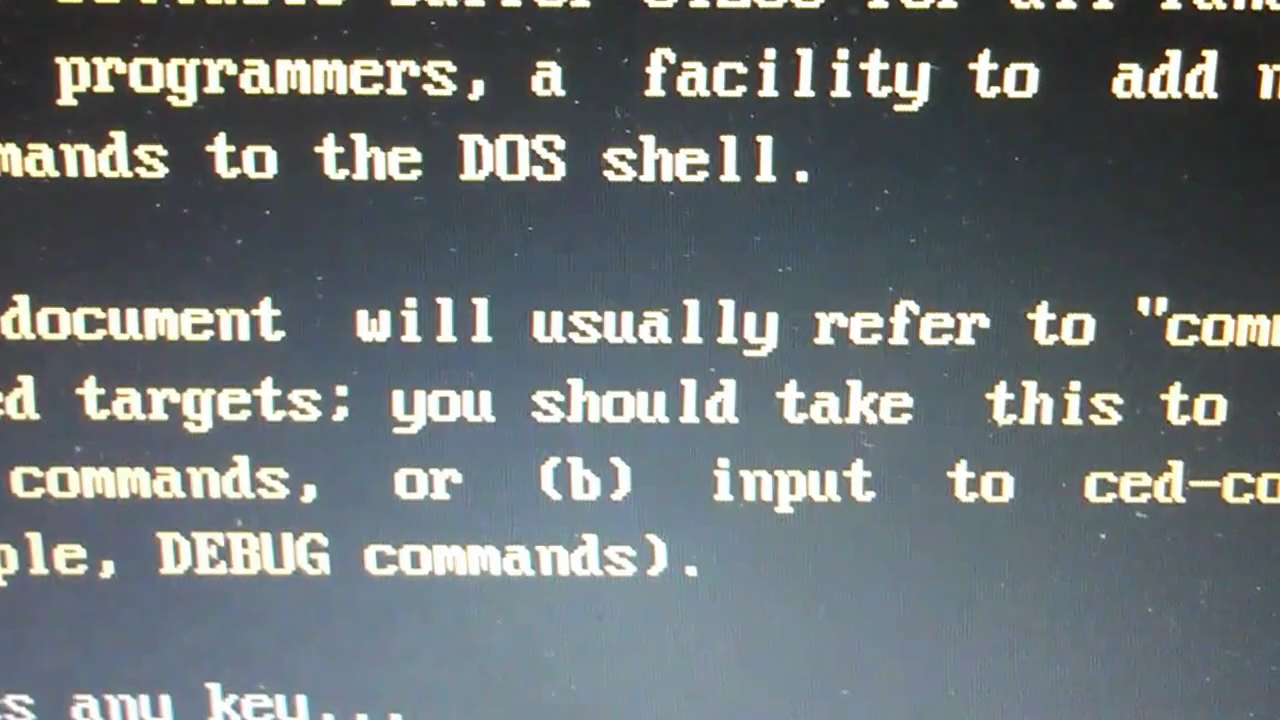 programmers, a facility to add
mands to the DOS shell.
document will usually refer to "com
ed targets; you should take this to
commands, or (b) input to ced-co
ple, DEBUG commands).
s any key...